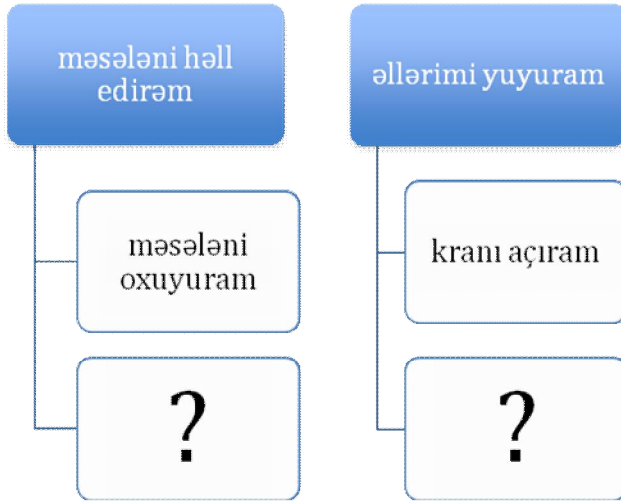 məsələni həll
edirəm
məsələni
oxuyuram
?
əllərimi yuyuram
kranı açıram
?